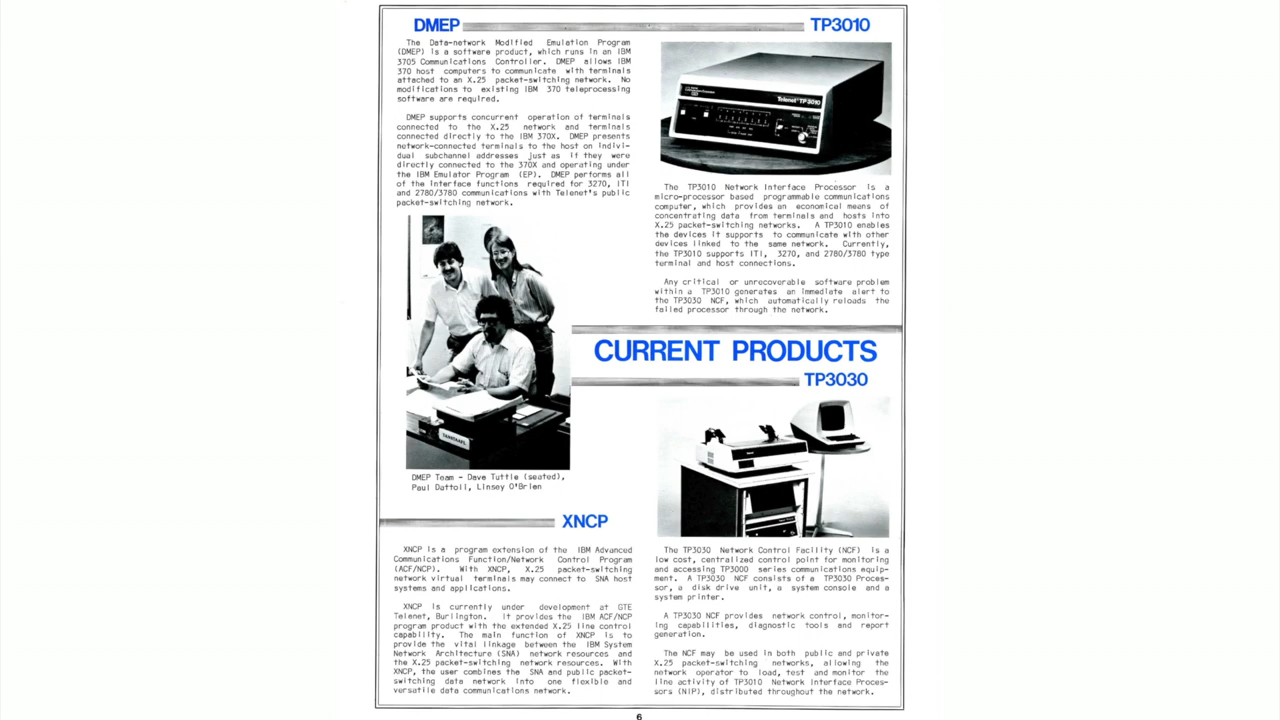 DMEP
The Data-network Modified Emulation Program
(DMEP) is a software product, which runs in an IBM
3705 Communications Controller. DMEP allows IBM
370 host computers to communicate with terminals
attached to an X.25 packet-switching network. No
modifications to existing IBM 370 teleprocessing
software are required.
DMEP supports concurrent operation of terminals
connected to the X.25 network and terminals
connected directly to the IBM 370X. DMEP presents
network-connected terminals to the host on indivi-
dual subchannel addresses just as if they were
directly connected to the 370X and operating under
the IBM Emulator Program (EP). DMEP performs all
of the interface functions required for 3270, ITI
and 2780/3780 communications with Telenet's public
packet-switching network.
TANSTAAFL
DMEP Team - Dave Tuttle (seated),
Paul Dattoli, Linsey O'Brien
TP3010
Telenet TP3010
The TP3010 Network Interface Processor is a
micro-processor based programmable communications
computer, which provides an economical means of
concentrating data from terminals and hosts into
X.25 packet-switching networks. A TP3010 enables
the devices it supports to communicate with other
devices linked to the same network. Currently,
the TP3010 supports ITI, 3270, and 2780/3780 type
terminal and host connections.
Any critical or unrecoverable software problem
within a TP3010 generates an immediate alert to
the TP3030 NCF, which automatically reloads the
failed processor through the network.
CURRENT PRODUCTS
XNCP
XNCP is a program extension of the IBM Advanced
Communications Function/Network Control Program
(ACF/NCP). With XNCP, X.25 packet-switching
network virtual terminals may connect to SNA host
systems and applications.
XNCP is currently under development at GTE
Telenet, Burlington. It provides the IBM ACF/NCP
program product with the extended X.25 line control
capability. The main function of XNCP is to
provide the vital linkage between the IBM System
Network Architecture (SNA) network resources and
the X.25 packet-switching network resources. With
XNCP, the user combines the SNA and public packet-
switching data network into one flexible and
versatile data communications network.
TP3030
The TP3030 Network Control Facility (NCF) is a
low cost, centralized control point for monitoring
and accessing TP3000 series communications equip-
ment. A TP3030 NCF consists of a TP3030 Proces-
sor, a disk drive unit, a system console and a
system printer.
A TP3030 NCF provides network control, monitor-
ing capabilities, diagnostic tools and report
generation.
The NCF may be used in both public and private
X.25 packet-switching networks, allowing the
network operator to load, test and monitor the
line activity of TP3010 Network Interface Proces-
sors (NIP), distributed throughout the network.
6